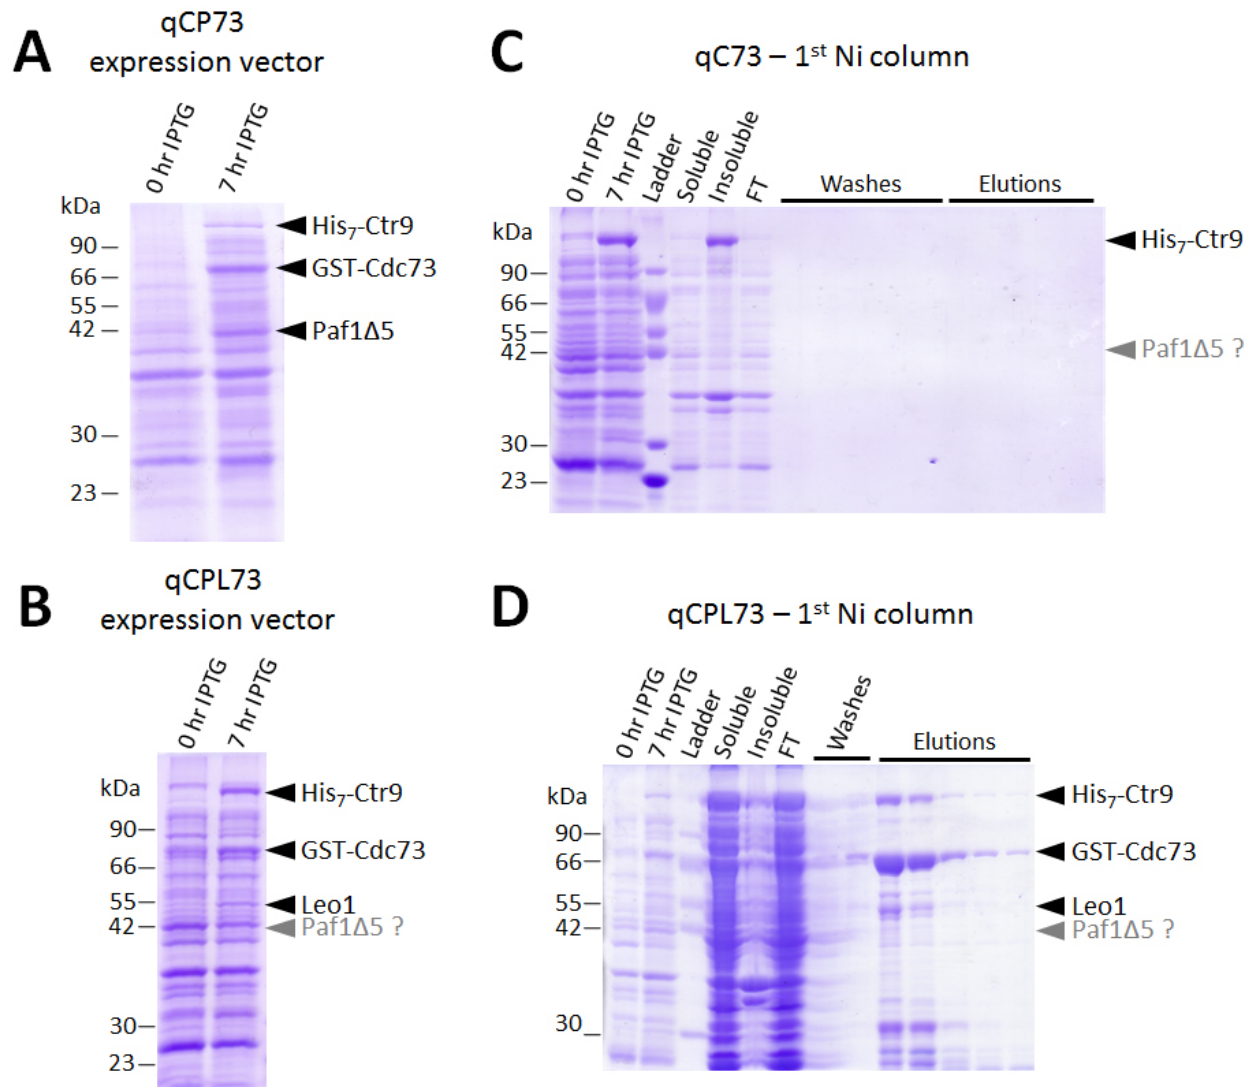 A
qCP73
expression vector
0 hr IPTG
7 hr IPTG
kDa
90
66
55
42
30
23
His₇-Ctr9
GST-Cdc73
Paf1Δ5
B
qCPL73
expression vector
0 hr IPTG
7 hr IPTG
kDa
90
66
55
42
30
23
His₇-Ctr9
GST-Cdc73
Leo1
Paf1Δ5 ?
C
qC73 – 1ˢᵗ Ni column
0 hr IPTG
7 hr IPTG
Ladder
Soluble
Insoluble
FT
Washes
Elutions
kDa
90
66
55
42
30
23
His₇-Ctr9
Paf1Δ5 ?
D
qCPL73 – 1ˢᵗ Ni column
0 hr IPTG
7 hr IPTG
Ladder
Soluble
Insoluble
FT
Washes
Elutions
kDa
90
66
55
42
30
His₇-Ctr9
GST-Cdc73
Leo1
Paf1Δ5 ?